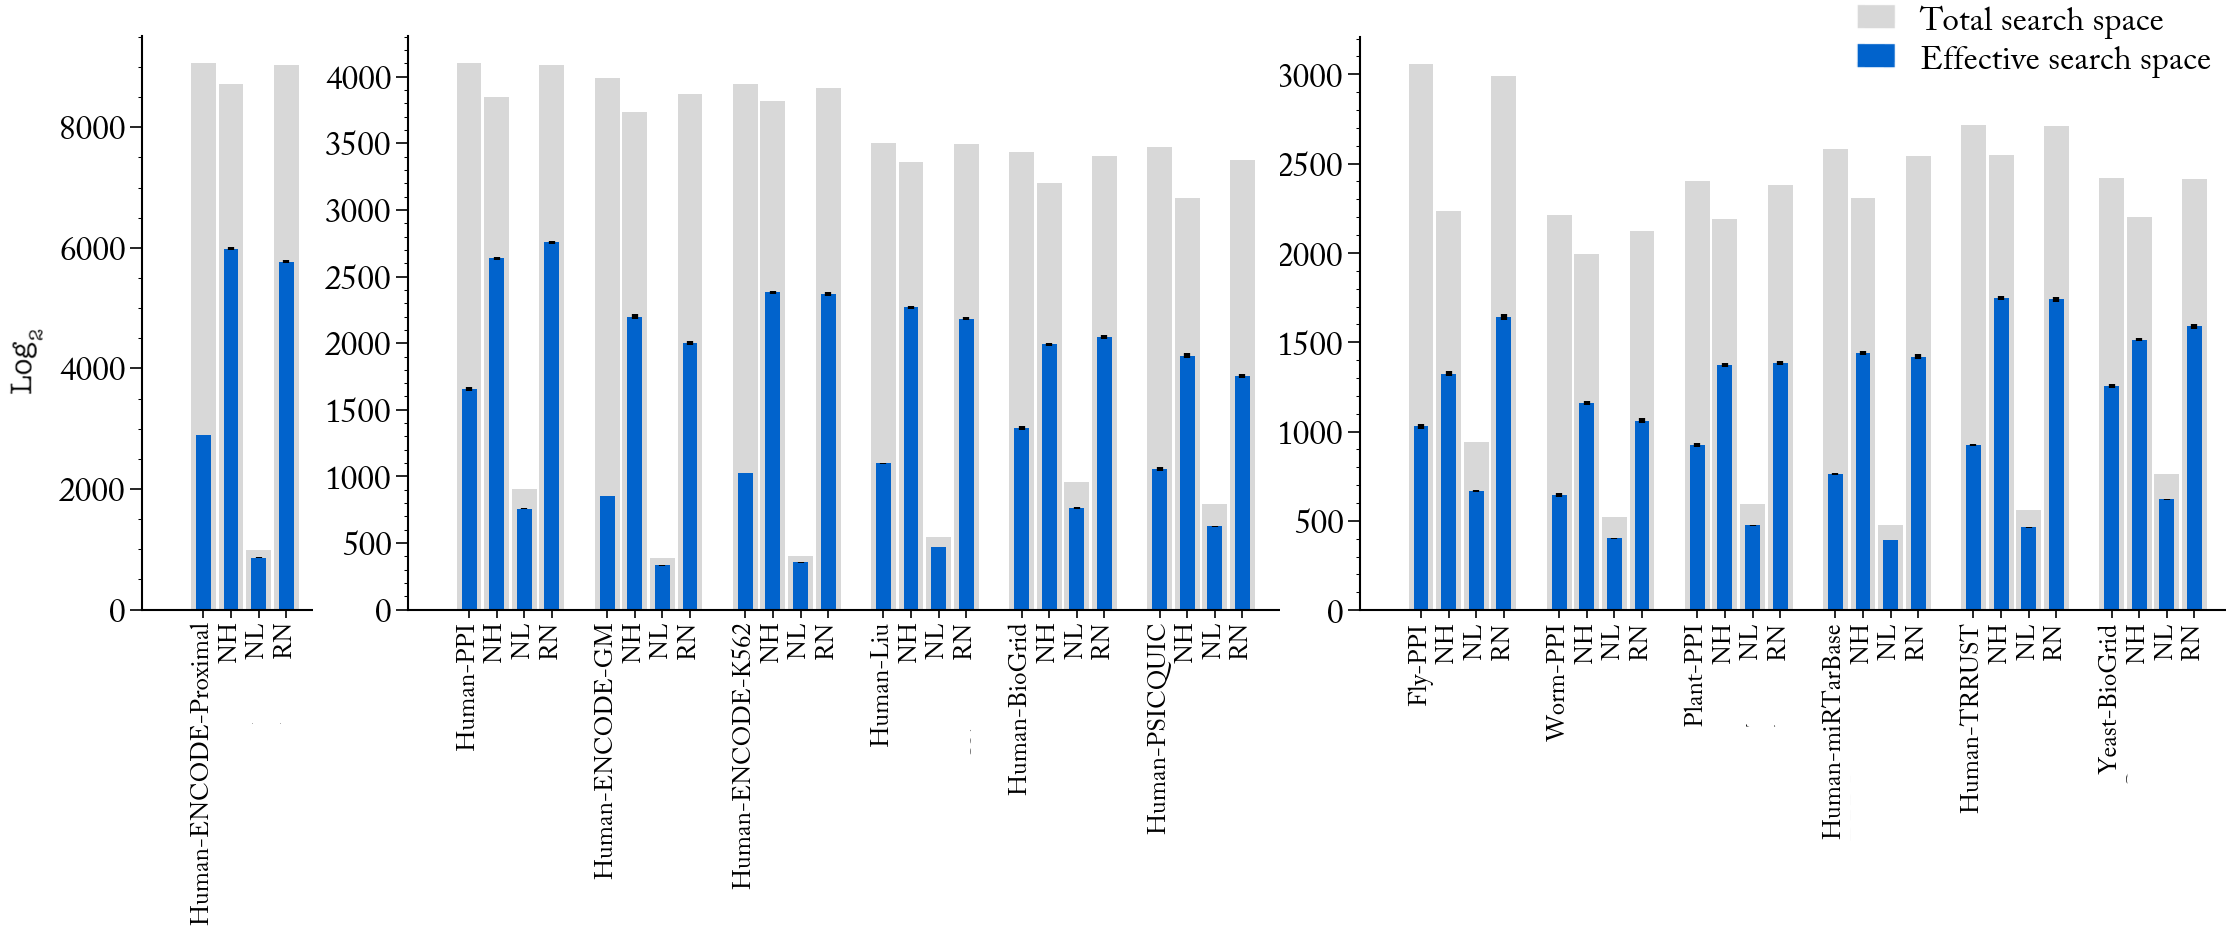 Total search space
Effective search space
Log₂
8000
6000
4000
2000
0
Human-ENCODE-Proximal
NH
NL
RN
4000
3500
3000
2500
2000
1500
1000
500
0
Human-PPI
NH
NL
RN
Human-ENCODE-GM
NH
NL
RN
Human-ENCODE-K562
NH
NL
RN
Human-Liu
NH
NL
RN
Human-BioGrid
NH
NL
RN
Human-PSICQUIC
NH
NL
RN
3000
2500
2000
1500
1000
500
0
Fly-PPI
NH
NL
RN
Worm-PPI
NH
NL
RN
Plant-PPI
NH
NL
RN
Human-miRTarBase
NH
NL
RN
Human-TRRUST
NH
NL
RN
Yeast-BioGrid
NH
NL
RN